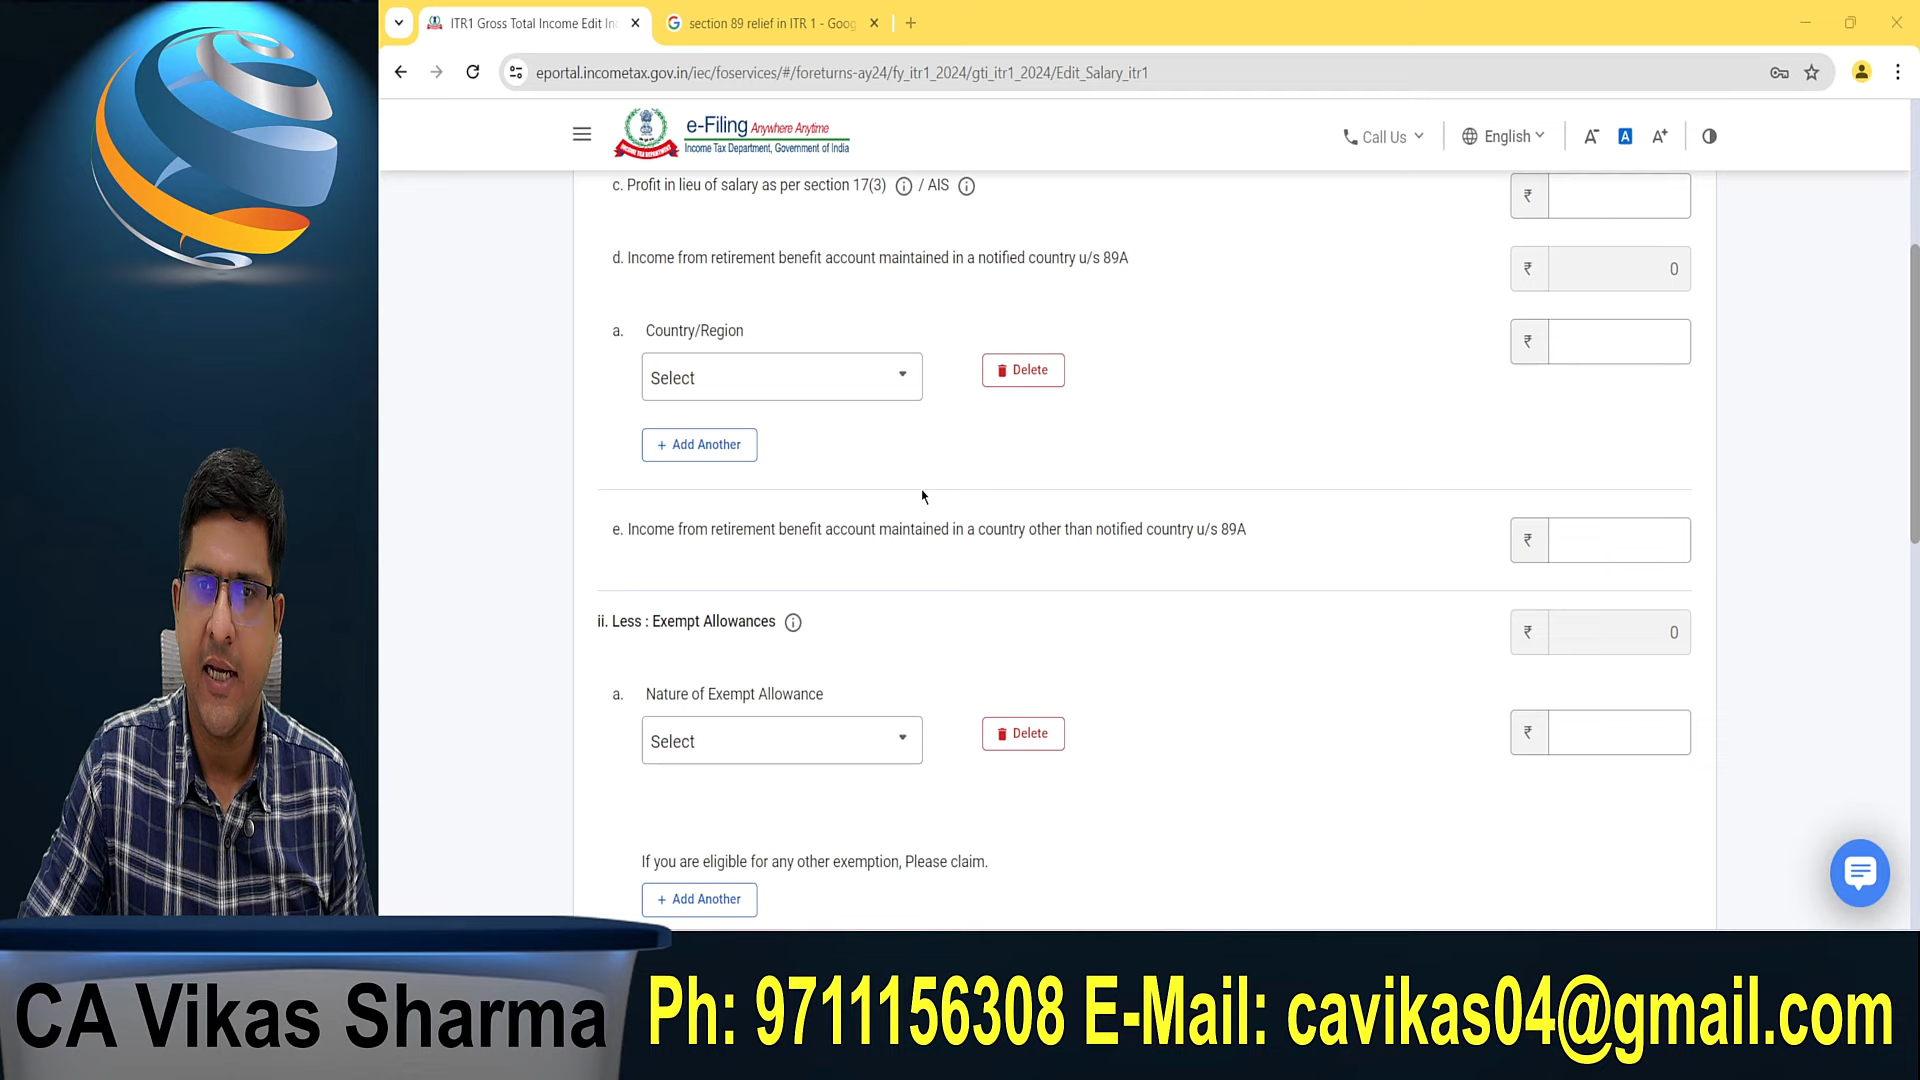 ITR1 Gross Total Income Edit In
section 89 relief in ITR 1 - Goog
eportal.incometax.gov.in/iec/foservices/#/foreturns-ay24/fy_itr1_2024/gti_itr1_2024/Edit_Salary_itr1
e-Filing Anywhere Anytime
Income Tax Department, Government of India
Call Us
English
A-
A
A+
c. Profit in lieu of salary as per section 17(3) / AIS
₹
d. Income from retirement benefit account maintained in a notified country u/s 89A
₹ 0
a. Country/Region
₹
Select
Delete
+ Add Another
e. Income from retirement benefit account maintained in a country other than notified country u/s 89A
₹
ii. Less : Exempt Allowances
₹ 0
a. Nature of Exempt Allowance
₹
Select
Delete
If you are eligible for any other exemption, Please claim.
+ Add Another
CA Vikas Sharma
Ph: 9711156308 E-Mail: cavikas04@gmail.com